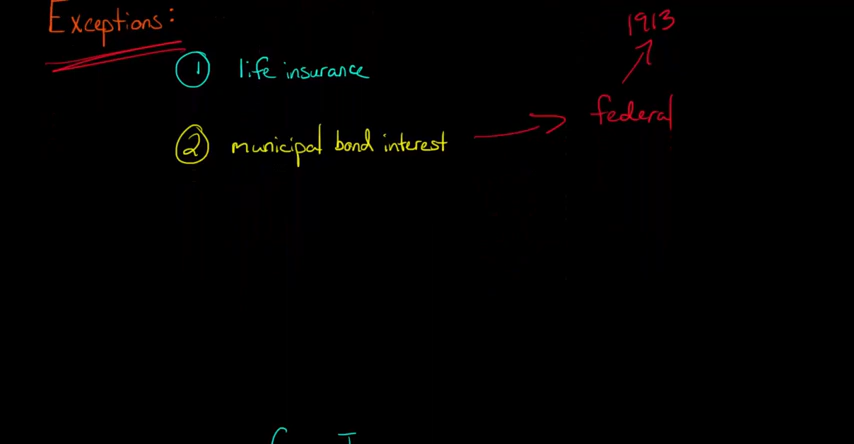 Exceptions:
1913
① life insurance
federal
② municipal bond interest